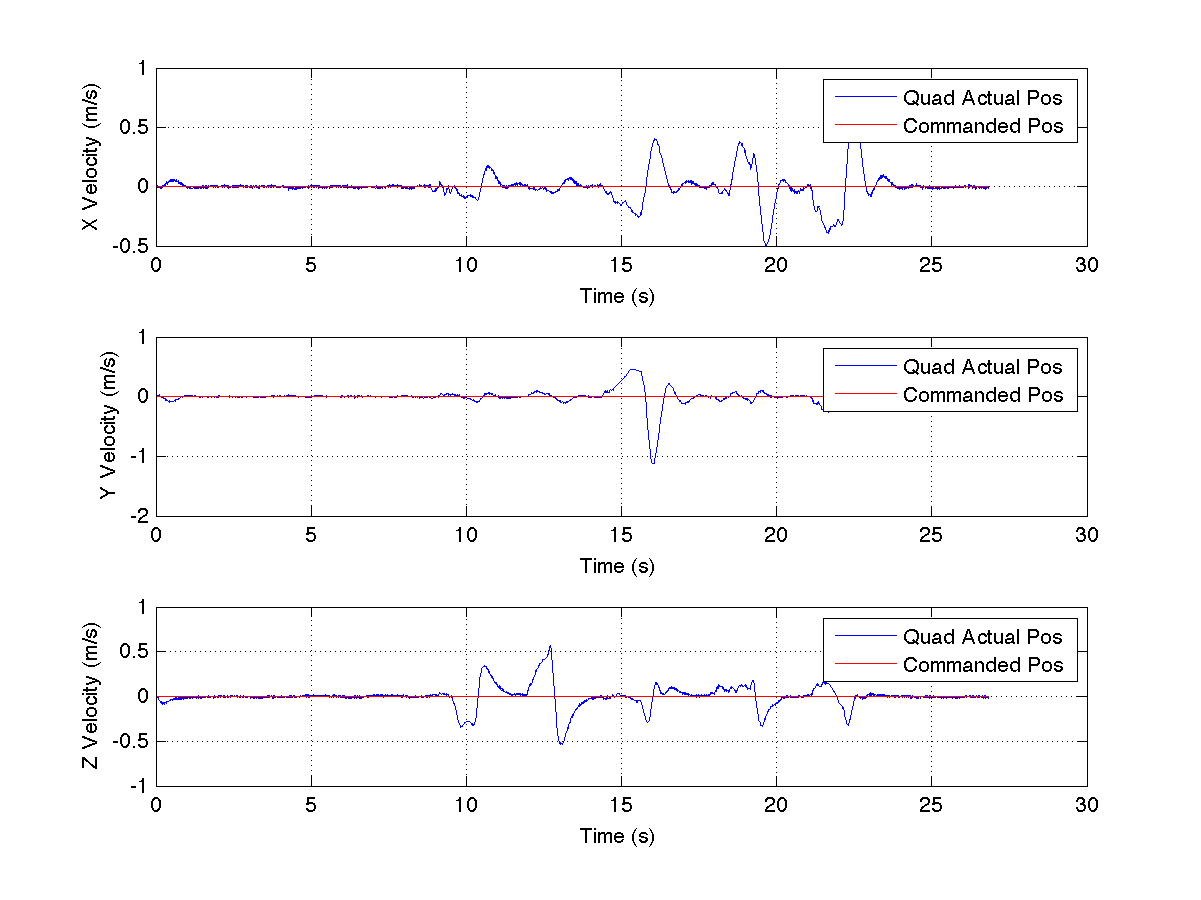 1
0.5
0
-0.5
X Velocity (m/s)
Quad Actual Pos
Commanded Pos
0 5 10 15 20 25 30
Time (s)
1
0
-1
-2
Y Velocity (m/s)
Quad Actual Pos
Commanded Pos
0 5 10 15 20 25 30
Time (s)
1
0.5
0
-0.5
-1
Z Velocity (m/s)
Quad Actual Pos
Commanded Pos
0 5 10 15 20 25 30
Time (s)